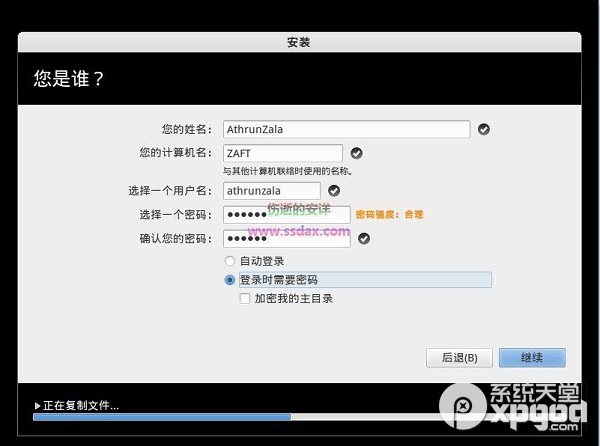 安装
您是谁？
您的姓名： AthrunZala
您的计算机名： ZAFT
与其他计算机联络时使用的名称。
选择一个用户名： athrunzala
选择一个密码： ●●●●●● 密码强度：合理
伤逝的安详
www.ssdax.com
确认您的密码： ●●●●●●
自动登录
登录时需要密码
加密我的主目录
后退(B) 继续
正在复制文件...
系统天堂
xpgod.com